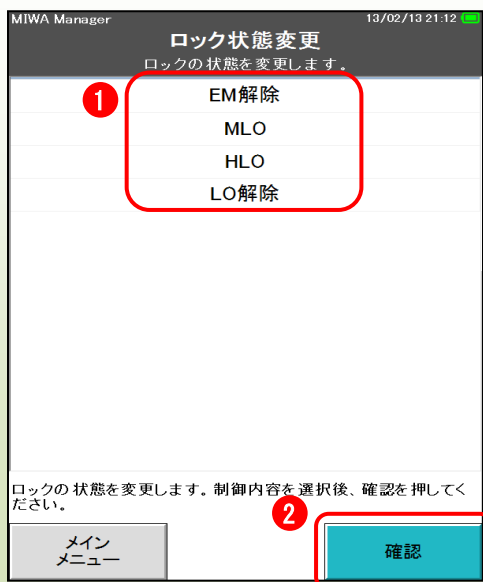 MIWA Manager 13/02/13 21:12
ロック状態変更
ロックの状態を変更します。
1
EM解除
MLO
HLO
LO解除
ロックの状態を変更します。制御内容を選択後、確認を押してく
ださい。
2
メイン
メニュー
確認